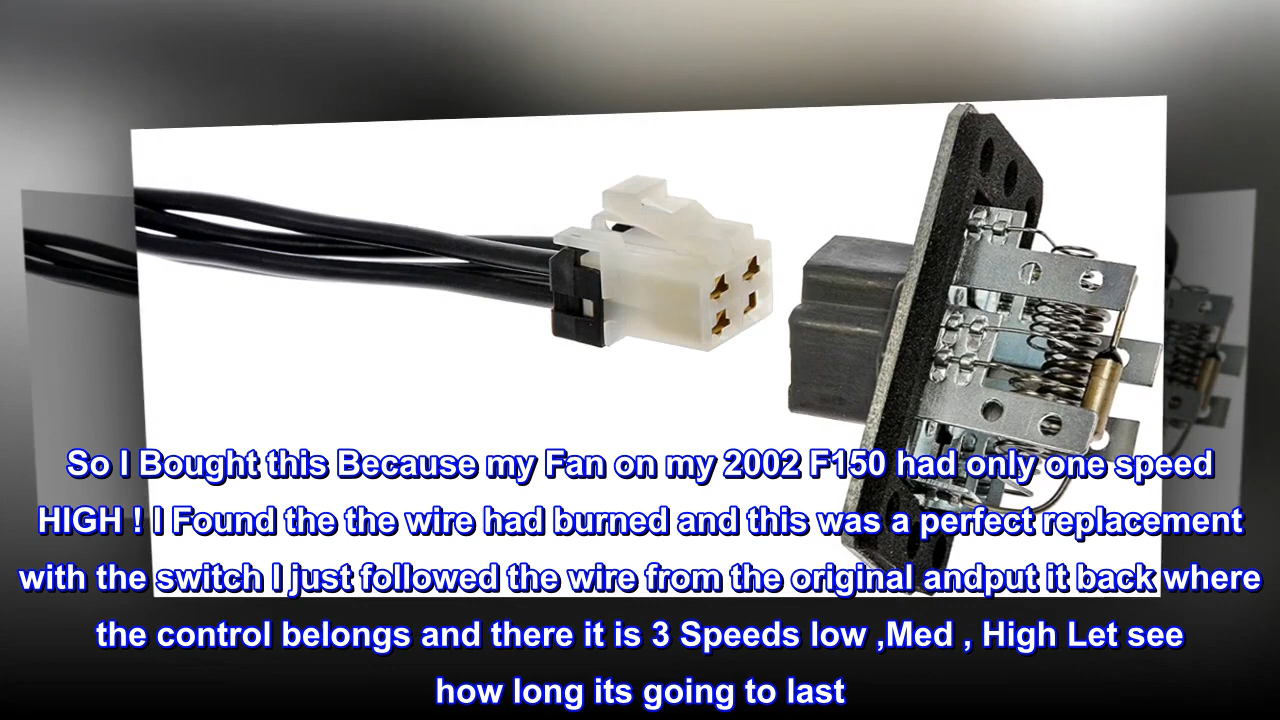 So I Bought this Because my Fan on my 2002 F150 had only one speed
HIGH ! I Found the the wire had burned and this was a perfect replacement
with the switch I just followed the wire from the original andput it back where
the control belongs and there it is 3 Speeds low ,Med , High Let see
how long its going to last